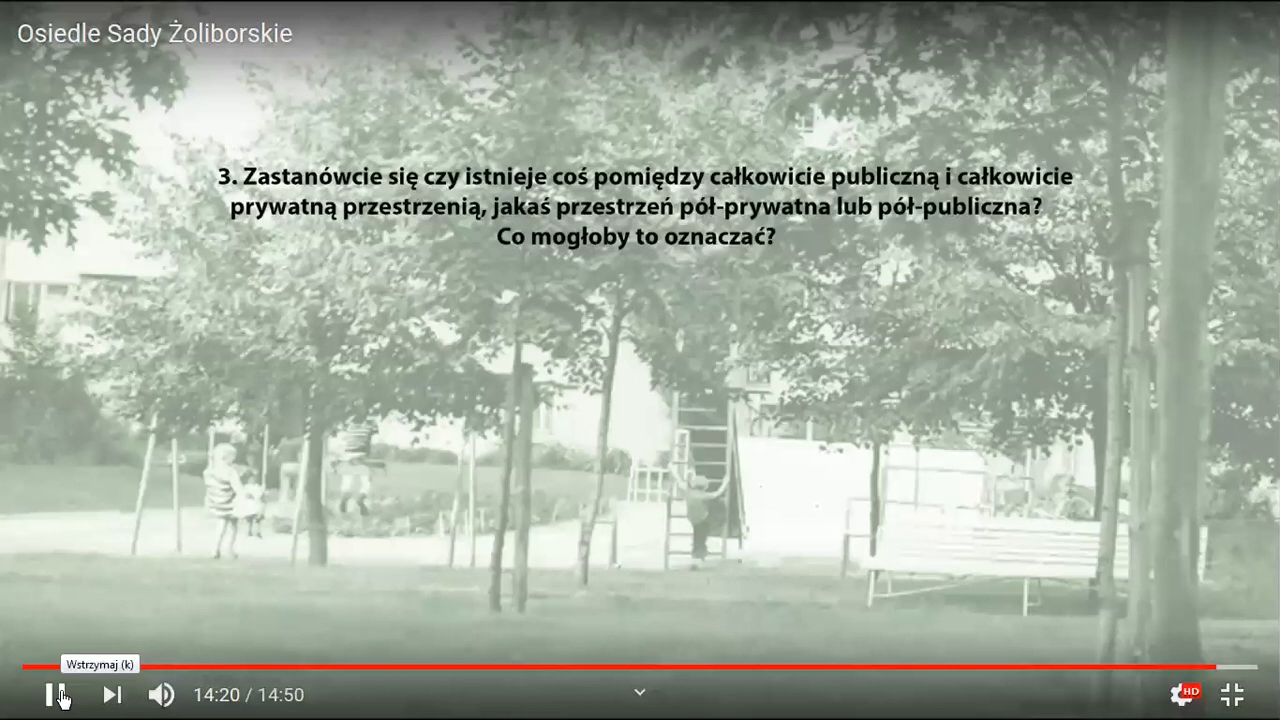 Osiedle Sady Żoliborskie
3. Zastanówcie się czy istnieje coś pomiędzy całkowicie publiczną i całkowicie
prywatną przestrzenią, jakaś przestrzeń pół-prywatna lub pół-publiczna?
Co mogłoby to oznaczać?
Wstrzymaj (k)
14:20 / 14:50
HD